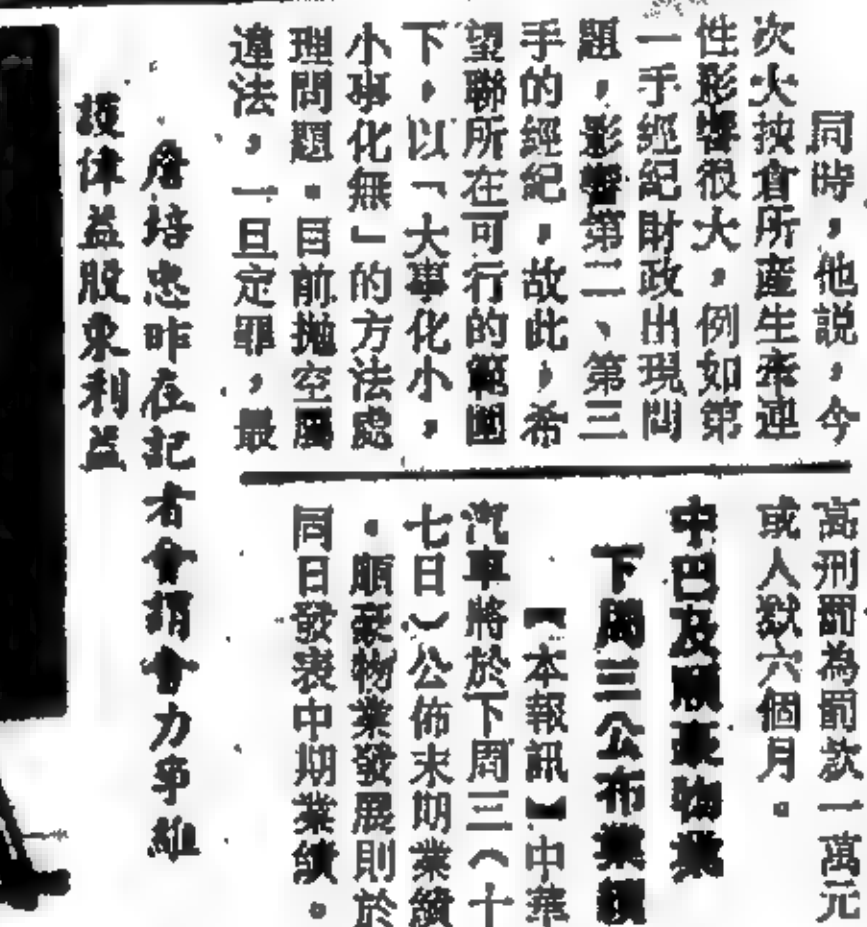 同時，他說，今
次大按倉所產生牽連
性影響很大，例如第
一手經紀財政出現問
題，影響第二、第三
手的經紀，故此，希
望聯所在可行的範圍
下，以「大事化小，
小事化無」的方法處
理問題。目前拋空屬
違法，一旦定罪，最
高刑罰為罰款一萬元
或入獄六個月。
中巴及順豪物業
下周三公布業績
【本報訊】中華
汽車將於下周三（十
七日）公佈末期業績
。順豪物業發展則於
同日發表中期業績。
唐培忠昨在記者會謂會力爭維
護律益股東利益